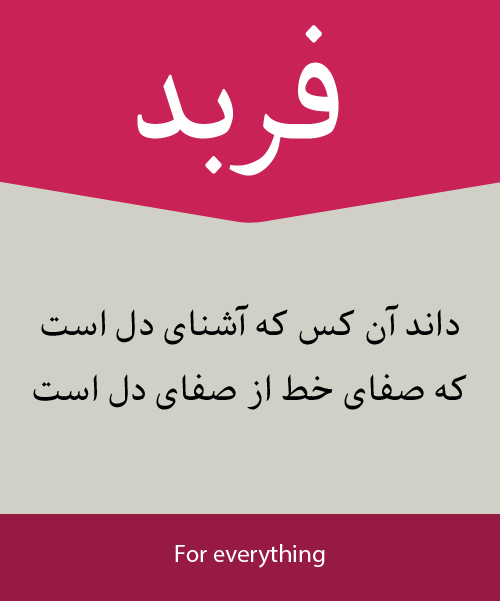 فربد
داند آن کس که آشنای دل است
که صفای خط از صفای دل است
For everything